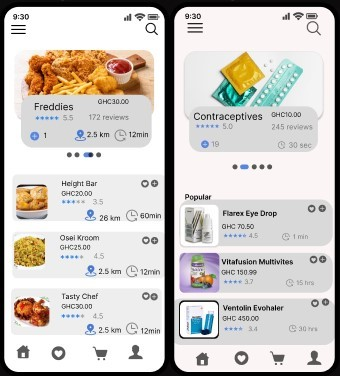 9:30
Freddies
GHC30.00
5.5
172 reviews
1
2.5 km
12min
Height Bar
GHC20.00
3.5
26 km
60min
Osei Kroom
GHC25.00
4.5
2.5 km
12min
Tasty Chef
GHC30.00
4.5
2.5 km
12min
9:30
Contraceptives
GHC10.00
5.0
245 reviews
19
30 sec
Popular
Flarex Eye Drop
GHC 70.50
4.5
1 min
Vitafusion Multivites
GHC 150.99
3.7
15 hrs
Ventolin Evohaler
GHC 450.00
3.4
30 hrs